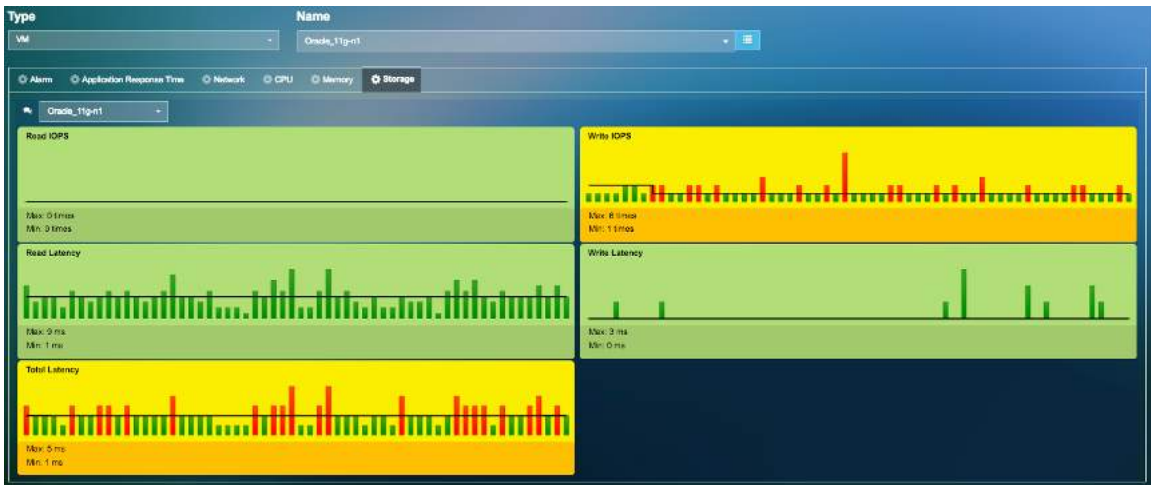 Type
Name
VM
Oracle_11g-n1
Alarm Application Response Time Network CPU Memory Storage
Oracle_11g-n1
Read IOPS
Write IOPS
Max: 0 times
Min: 0 times
Max: 6 times
Min: 1 times
Read Latency
Write Latency
Max: 9 ms
Min: 1 ms
Max: 3 ms
Min: 0 ms
Total Latency
Max: 5 ms
Min: 1 ms